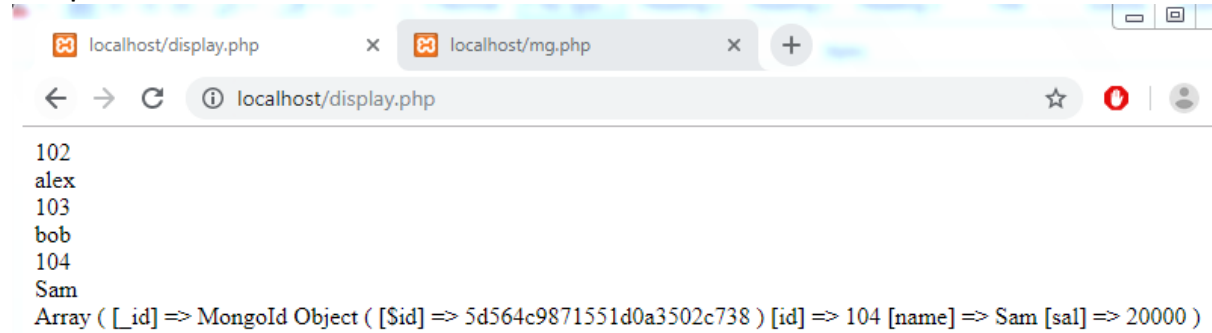 localhost/display.php
localhost/mg.php
localhost/display.php
102
alex
103
bob
104
Sam
Array ( [_id] => MongoId Object ( [$id] => 5d564c9871551d0a3502c738 ) [id] => 104 [name] => Sam [sal] => 20000 )